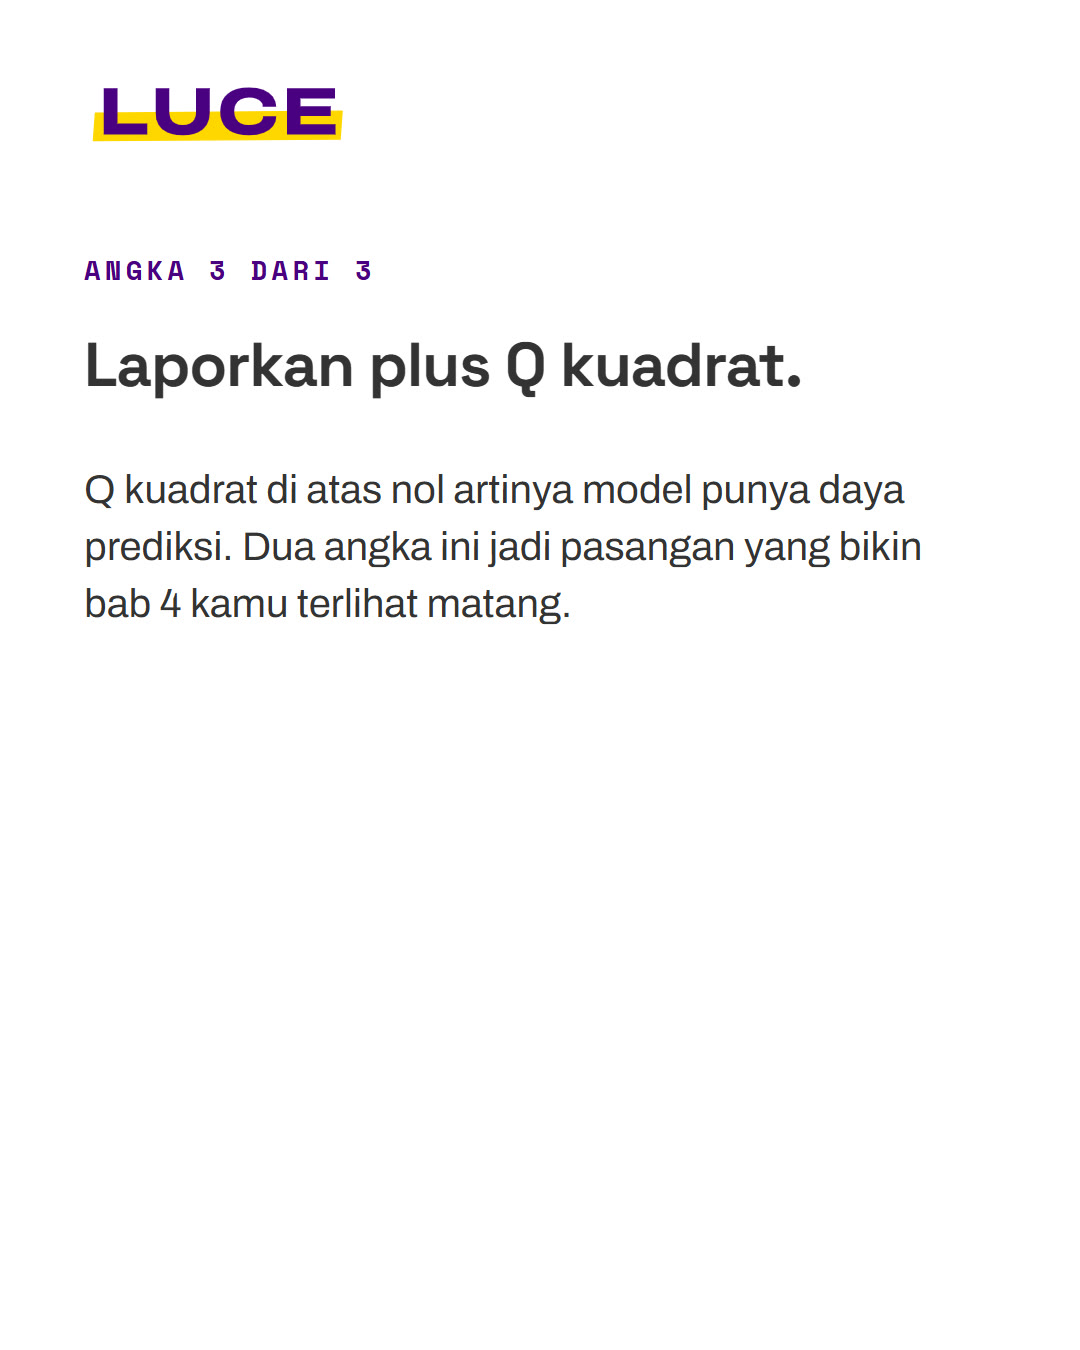 LUCE
ANGKA 3 DARI 3
Laporkan plus Q kuadrat.
Q kuadrat di atas nol artinya model punya daya
prediksi. Dua angka ini jadi pasangan yang bikin
bab 4 kamu terlihat matang.